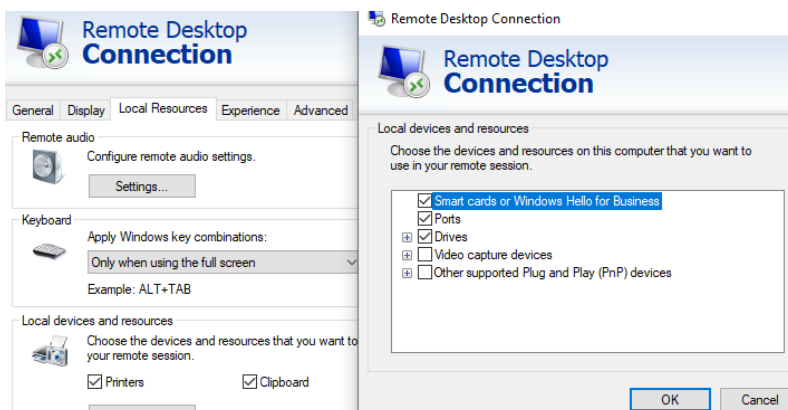 Remote Desktop
Connection
General Display Local Resources Experience Advanced
Remote audio
Configure remote audio settings.
Settings...
Keyboard
Apply Windows key combinations:
Only when using the full screen
Example: ALT+TAB
Local devices and resources
Choose the devices and resources that you want to
your remote session.
Printers
Clipboard
Remote Desktop Connection
Remote Desktop
Connection
Local devices and resources
Choose the devices and resources on this computer that you want to
use in your remote session.
Smart cards or Windows Hello for Business
Ports
Drives
Video capture devices
Other supported Plug and Play (PnP) devices
OK
Cancel